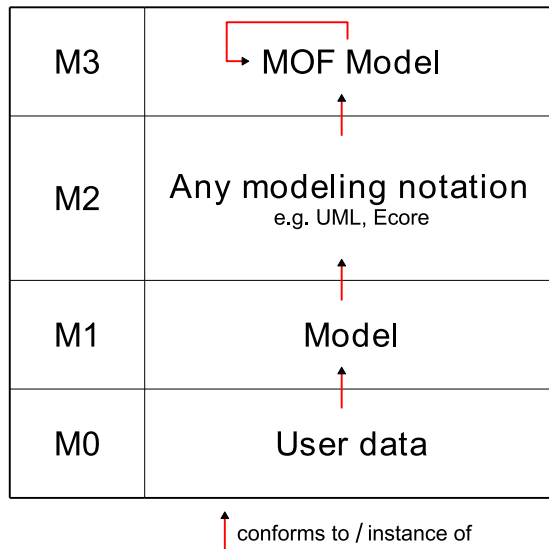 M3
MOF Model
M2
Any modeling notation
e.g. UML, Ecore
M1
Model
M0
User data
conforms to / instance of